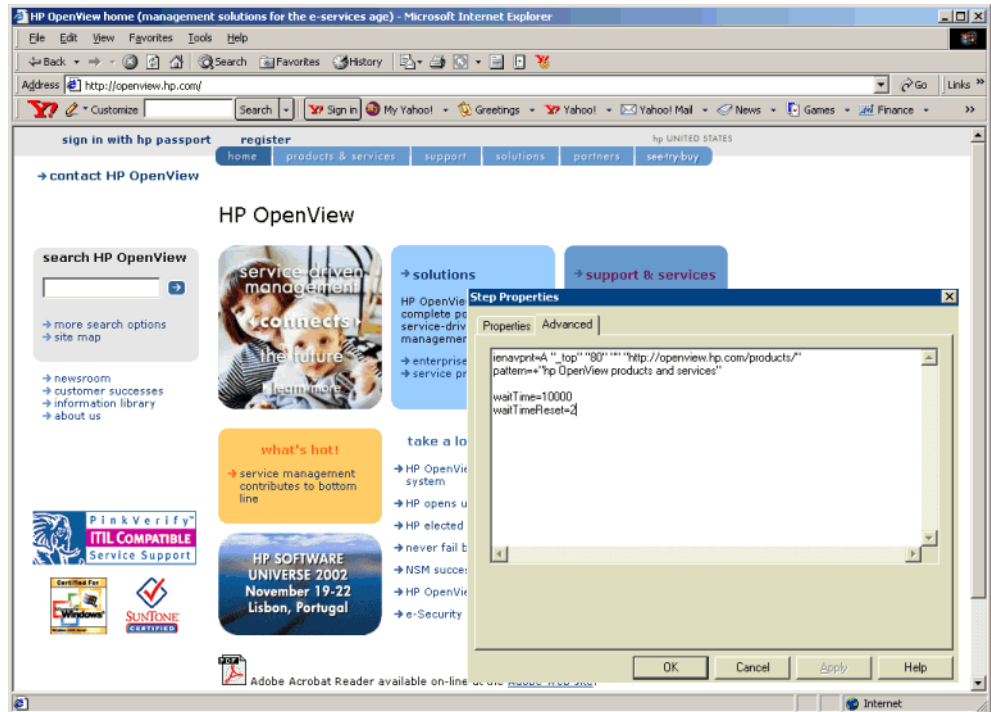 HP OpenView home (management solutions for the e-services age) - Microsoft Internet Explorer
File Edit View Favorites Tools Help
Back Search Favorites History
Address http://openview.hp.com/ Go Links »
Y? Customize Search Sign in My Yahoo! Greetings Yahoo! Yahoo! Mail News Games Finance »
sign in with hp passport register hp UNITED STATES
home products & services support solutions partners see-try-buy
contact HP OpenView
HP OpenView
search HP OpenView
more search options
site map
newsroom
customer successes
information library
about us
service driven
management
connects
the future
learn more
solutions
HP OpenVie
complete po
service-driv
managemen
enterprise
service pr
support & services
what's hot!
service management
contributes to bottom
line
take a lo
HP OpenVie
system
HP opens u
HP elected
never fail b
NSM succes
HP OpenVie
e-Security
PinkVerify™
ITIL COMPATIBLE
Service Support
Certified For
Windows
SUNTONE
CERTIFIED
HP SOFTWARE
UNIVERSE 2002
November 19-22
Lisbon, Portugal
Adobe Acrobat Reader available on-line at the Adobe Web site.
Step Properties
Properties Advanced
ienavpnt=A "_top" "80" "" "http://openview.hp.com/products/"
pattern=+"hp OpenView products and services"
waitTime=10000
waitTimeReset=2
OK Cancel Apply Help
Internet